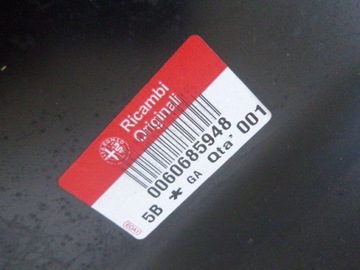 Ricambi
Originali
0060685948
5B * GA Qta' 001